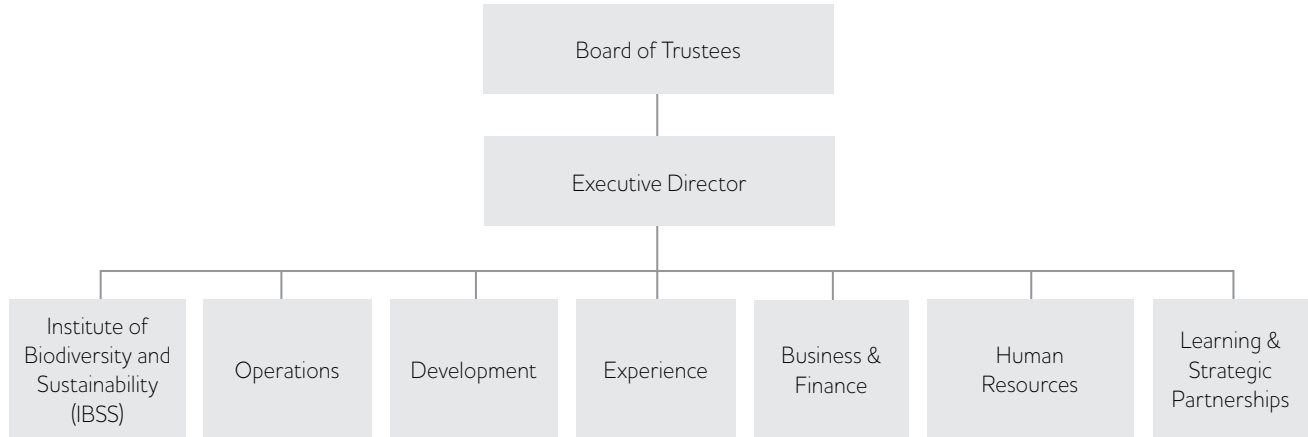 Board of Trustees
Executive Director
Institute of
Biodiversity and
Sustainability
(IBSS)
Operations
Development
Experience
Business &
Finance
Human
Resources
Learning &
Strategic
Partnerships